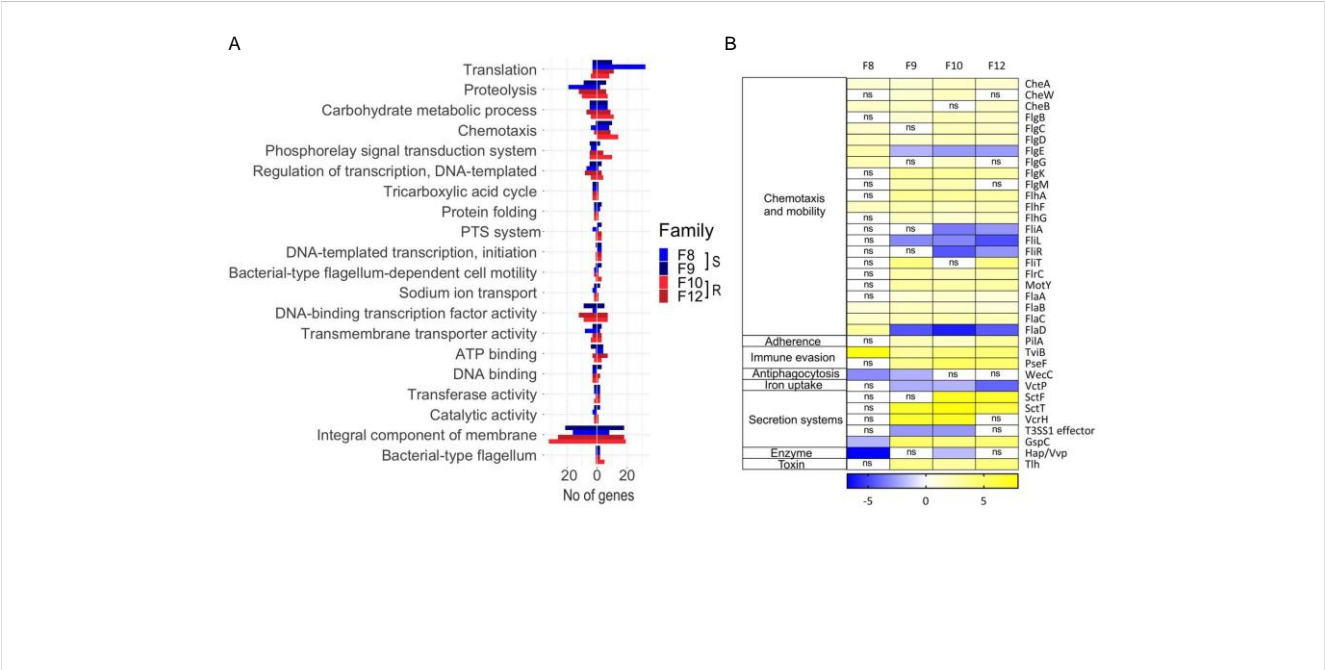 A
Translation
Proteolysis
Carbohydrate metabolic process
Chemotaxis
Phosphorelay signal transduction system
Regulation of transcription, DNA-templated
Tricarboxylic acid cycle
Protein folding
PTS system
DNA-templated transcription, initiation
Bacterial-type flagellum-dependent cell motility
Sodium ion transport
DNA-binding transcription factor activity
Transmembrane transporter activity
ATP binding
DNA binding
Transferase activity
Catalytic activity
Integral component of membrane
Bacterial-type flagellum
20 0 20
No of genes
Family
F8
F9
] S
F10
F12
] R
B
F8 F9 F10 F12
Chemotaxis
and mobility
CheA
ns ns CheW
ns CheB
ns FlgB
ns FlgC
FlgD
FlgE
ns ns FlgG
ns FlgK
ns ns FlgM
ns FlhA
FlhF
ns FlhG
ns ns FliA
ns FliL
ns ns FliR
ns ns FliT
ns FlrC
ns MotY
ns FlaA
FlaB
FlaC
FlaD
Adherence ns PilA
Immune evasion
TviB
ns PseF
Antiphagocytosis ns ns WecC
Iron uptake ns VctP
Secretion systems
ns ns SctF
ns SctT
ns ns VcrH
ns ns T3SS1 effector
GspC
Enzyme ns ns Hap/Vvp
Toxin ns Tlh
-5 0 5